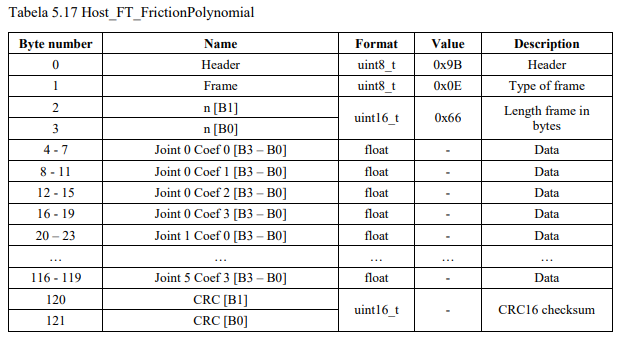 Tabela 5.17 Host_FT_FrictionPolynomial
Byte number Name Format Value Description
0 Header uint8_t 0x9B Header
1 Frame uint8_t 0x0E Type of frame
2 n [B1] uint16_t 0x66 Length frame in bytes
3 n [B0]
4 - 7 Joint 0 Coef 0 [B3 – B0] float - Data
8 - 11 Joint 0 Coef 1 [B3 – B0] float - Data
12 - 15 Joint 0 Coef 2 [B3 – B0] float - Data
16 - 19 Joint 0 Coef 3 [B3 – B0] float - Data
20 – 23 Joint 1 Coef 0 [B3 – B0] float - Data
… … … … …
116 - 119 Joint 5 Coef 3 [B3 – B0] float - Data
120 CRC [B1] uint16_t - CRC16 checksum
121 CRC [B0]